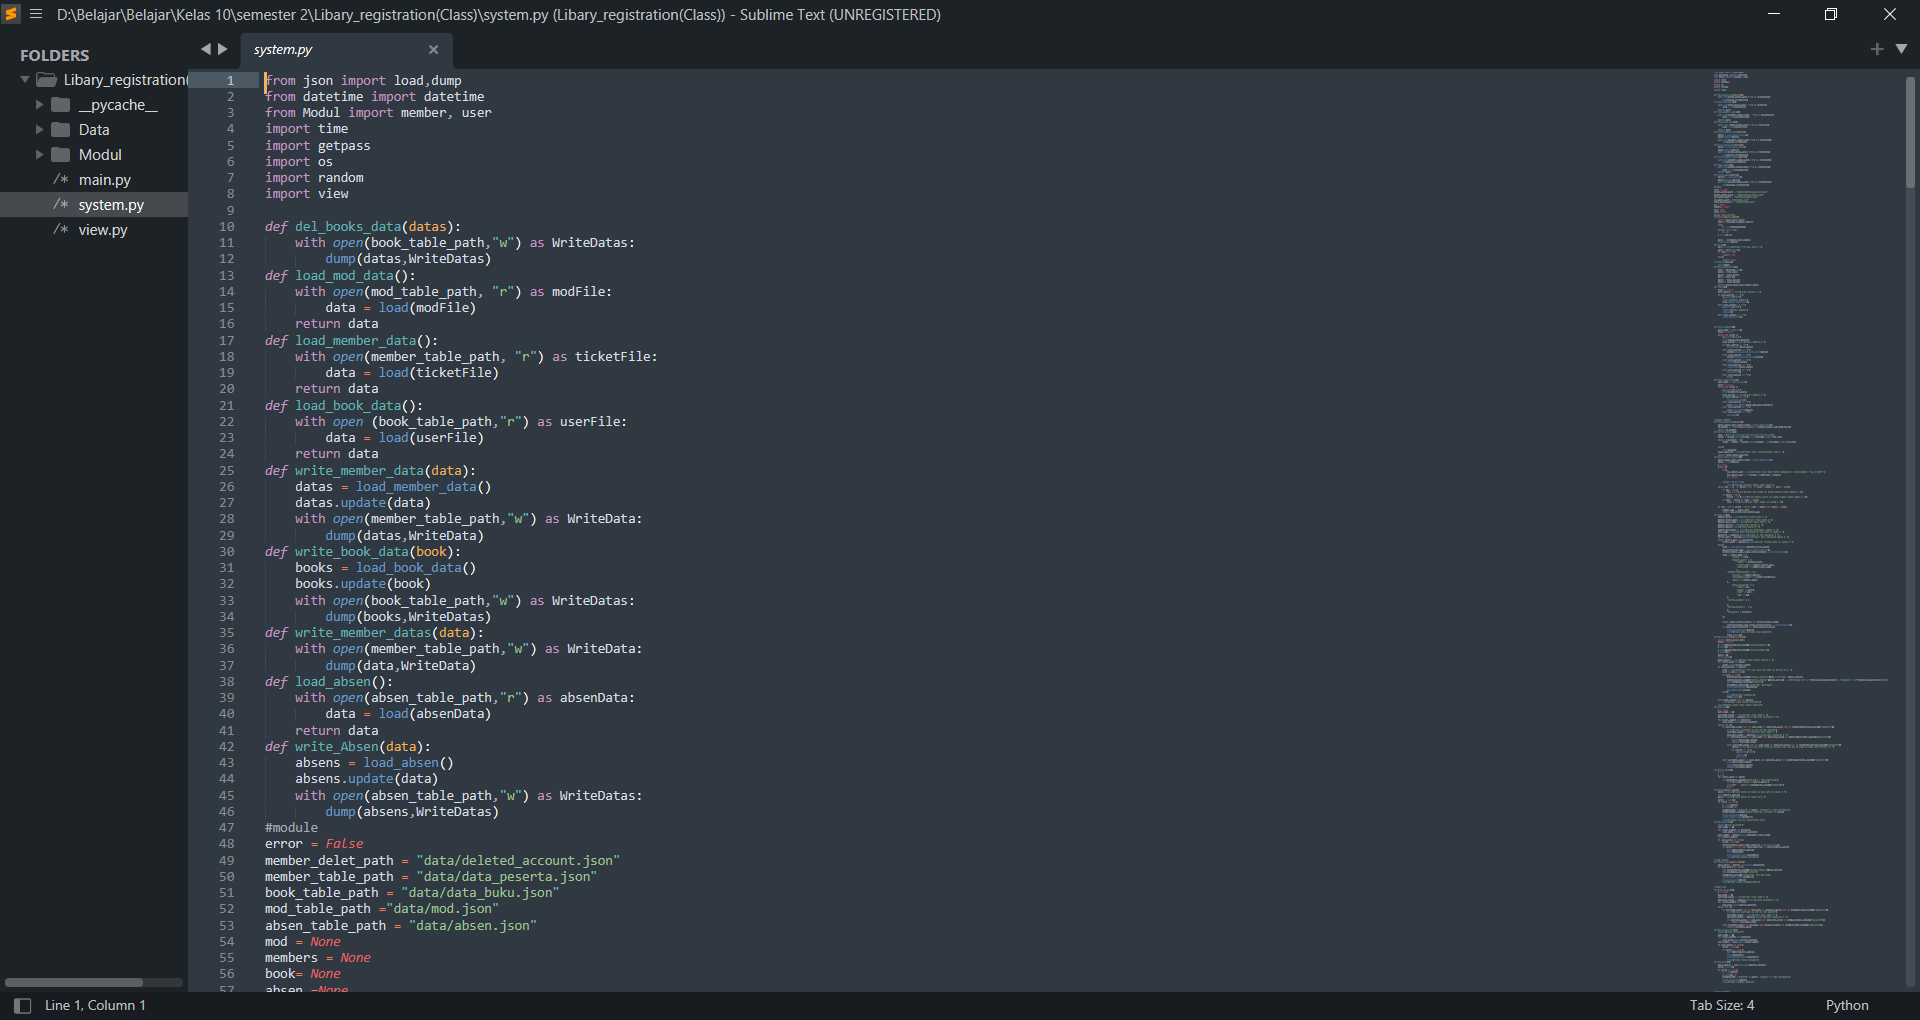 D:\Belajar\Belajar\Kelas 10\semester 2\Libary_registration(Class)\system.py (Libary_registration(Class)) - Sublime Text (UNREGISTERED)
FOLDERS
Libary_registration(
__pycache__
Data
Modul
/* main.py
/* system.py
/* view.py
system.py
1 from json import load,dump
2 from datetime import datetime
3 from Modul import member, user
4 import time
5 import getpass
6 import os
7 import random
8 import view
9
10 def del_books_data(datas):
11     with open(book_table_path,"w") as WriteDatas:
12         dump(datas,WriteDatas)
13 def load_mod_data():
14     with open(mod_table_path, "r") as modFile:
15         data = load(modFile)
16     return data
17 def load_member_data():
18     with open(member_table_path, "r") as ticketFile:
19         data = load(ticketFile)
20     return data
21 def load_book_data():
22     with open (book_table_path,"r") as userFile:
23         data = load(userFile)
24     return data
25 def write_member_data(data):
26     datas = load_member_data()
27     datas.update(data)
28     with open(member_table_path,"w") as WriteData:
29         dump(datas,WriteData)
30 def write_book_data(book):
31     books = load_book_data()
32     books.update(book)
33     with open(book_table_path,"w") as WriteDatas:
34         dump(books,WriteDatas)
35 def write_member_datas(data):
36     with open(member_table_path,"w") as WriteData:
37         dump(data,WriteData)
38 def load_absen():
39     with open(absen_table_path,"r") as absenData:
40         data = load(absenData)
41     return data
42 def write_Absen(data):
43     absens = load_absen()
44     absens.update(data)
45     with open(absen_table_path,"w") as WriteDatas:
46         dump(absens,WriteDatas)
47 #module
48 error = False
49 member_delet_path = "data/deleted_account.json"
50 member_table_path = "data/data_peserta.json"
51 book_table_path = "data/data_buku.json"
52 mod_table_path ="data/mod.json"
53 absen_table_path = "data/absen.json"
54 mod = None
55 members = None
56 book= None
57 absen =None
Line 1, Column 1
Tab Size: 4
Python